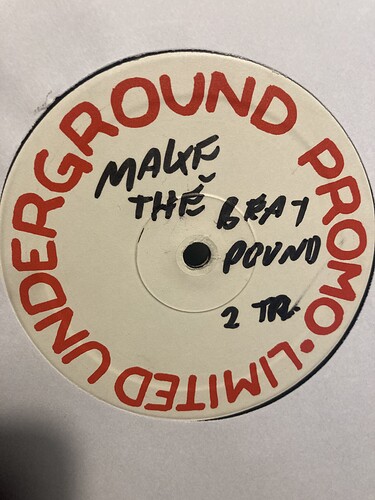 UNDERGROUND PROMO • LIMITED
MAKE
THE BEAT
POUND
2 TR.